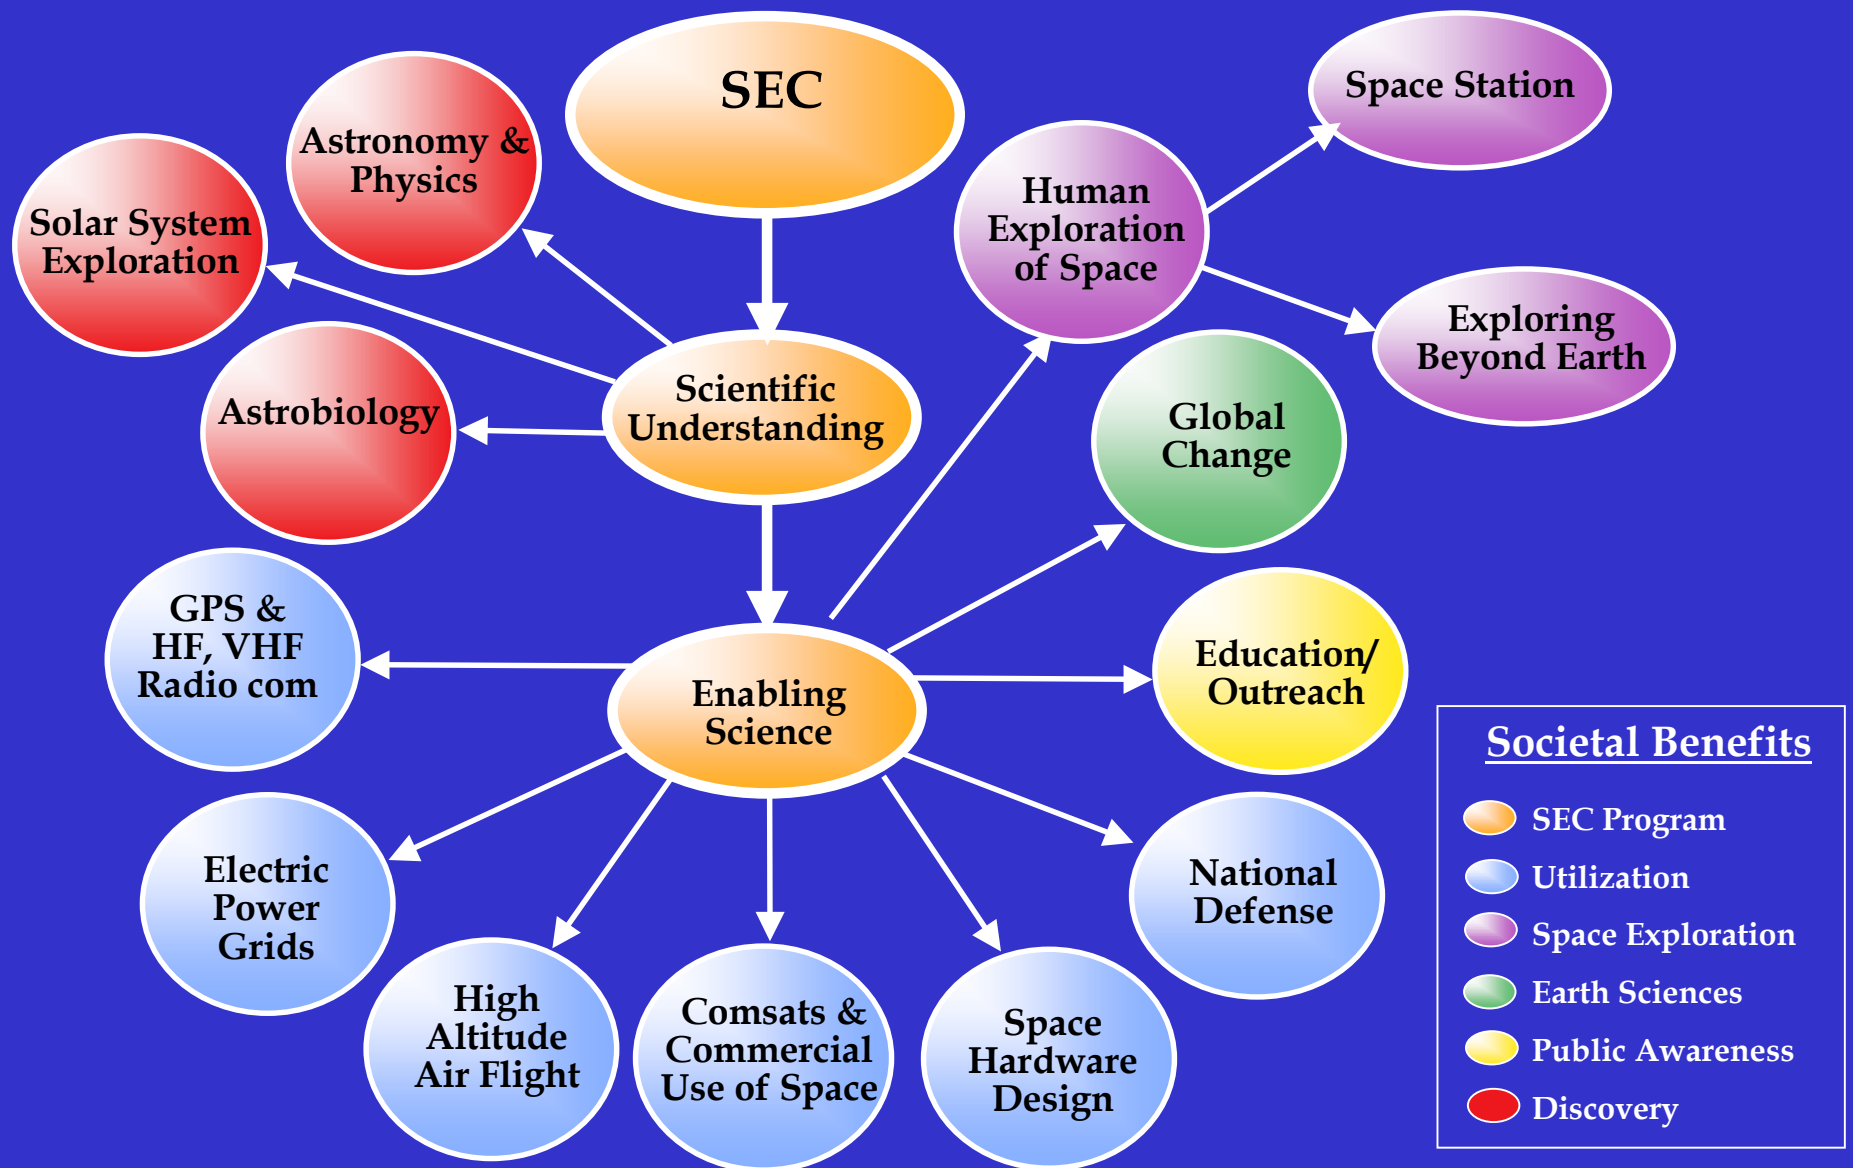 SEC
Astronomy &
Physics
Solar System
Exploration
Astrobiology
Scientific
Understanding
Human
Exploration
of Space
Space Station
Exploring
Beyond Earth
Global
Change
GPS &
HF, VHF
Radio com
Enabling
Science
Education/
Outreach
Electric
Power
Grids
High
Altitude
Air Flight
Comsats &
Commercial
Use of Space
Space
Hardware
Design
National
Defense
Societal Benefits
SEC Program
Utilization
Space Exploration
Earth Sciences
Public Awareness
Discovery